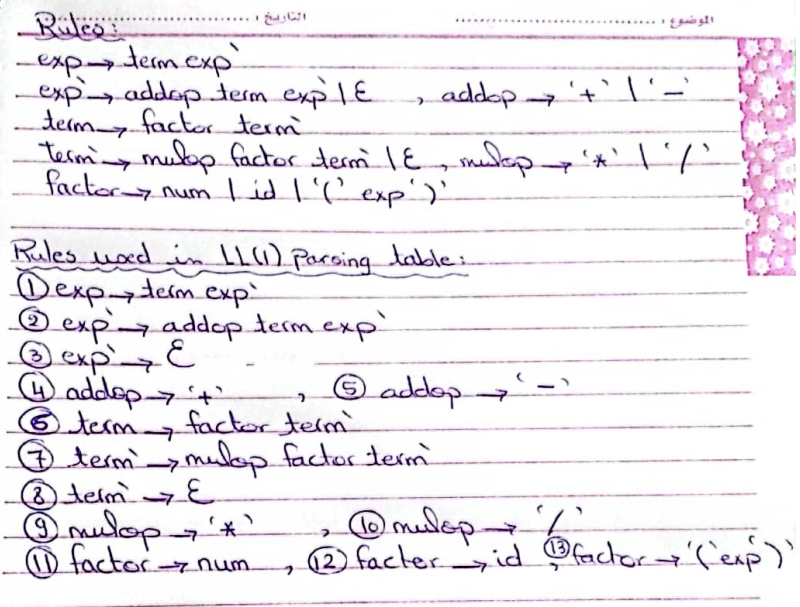 الموضوع : ........................ التاريخ : ........................
Rules:
exp → term exp`
exp` → addop term exp` | ε , addop → '+' | '-'
term → factor term`
term` → mulop factor term` | ε , mulop → '*' | '/'
factor → num | id | '(' exp ')'
Rules used in LL(1) Parsing table:
① exp → term exp`
② exp` → addop term exp`
③ exp` → ε
④ addop → '+' , ⑤ addop → '-'
⑥ term → factor term`
⑦ term` → mulop factor term`
⑧ term` → ε
⑨ mulop → '*' , ⑩ mulop → '/'
⑪ factor → num , ⑫ factor → id , ⑬ factor → '(' exp ')'